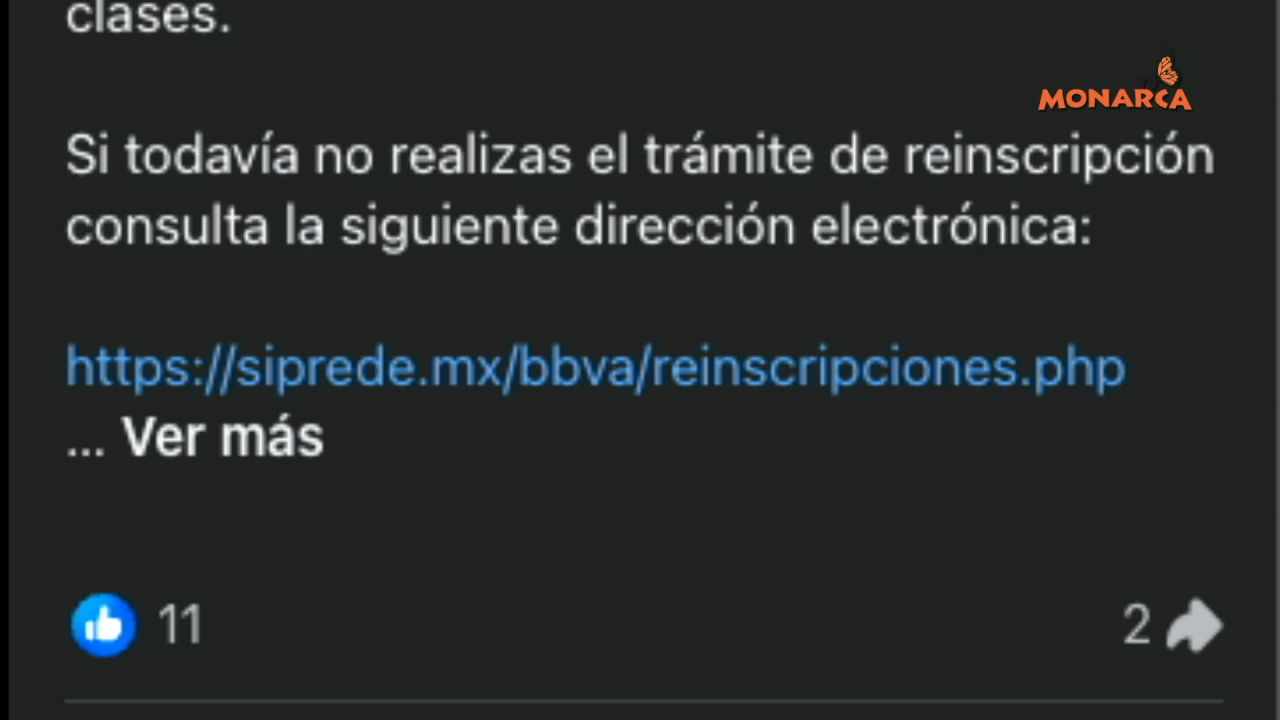 clases.
MONARCA
Si todavía no realizas el trámite de reinscripción
consulta la siguiente dirección electrónica:
https://siprede.mx/bbva/reinscripciones.php
... Ver más
11
2